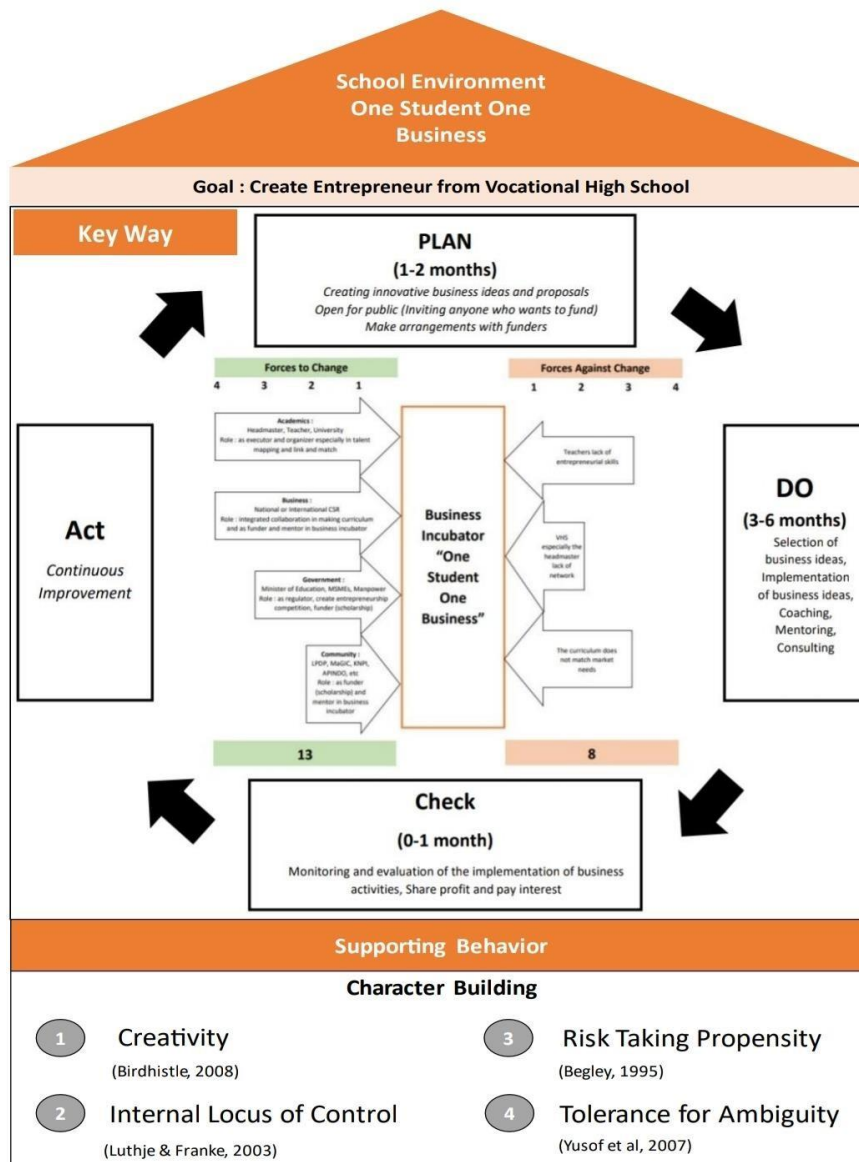 School Environment
One Student One
Business
Goal : Create Entrepreneur from Vocational High School
Key Way
PLAN
(1-2 months)
Creating innovative business ideas and proposals
Open for public (Inviting anyone who wants to fund)
Make arrangements with funders
Forces to Change
4 3 2 1
Forces Against Change
1 2 3 4
Academics :
Headmaster, Teacher, University
Role : as executor and organizer especially in talent
mapping and link and match
Business :
National or International CSR
Role : integrated collaboration in making curriculum
and as funder and mentor in business incubator
Government :
Minister of Education, MSMEs, Manpower
Role : as regulator, create entrepreneurship
competition, funder (scholarship)
Community :
LPDP, MaGIC, KNPI,
APINDO, etc
Role : as funder
(scholarship) and
mentor in business
incubator
Business
Incubator
“One
Student
One
Business”
Teachers lack of
entrepreneurial skills
VHS
especially the
headmaster
lack of
network
The curriculum does
not match market
needs
13
8
DO
(3-6 months)
Selection of
business ideas,
Implementation
of business ideas,
Coaching,
Mentoring,
Consulting
Check
(0-1 month)
Monitoring and evaluation of the implementation of business
activities, Share profit and pay interest
Act
Continuous
Improvement
Supporting Behavior
Character Building
1 Creativity
(Birdhistle, 2008)
2 Internal Locus of Control
(Luthje & Franke, 2003)
3 Risk Taking Propensity
(Begley, 1995)
4 Tolerance for Ambiguity
(Yusof et al, 2007)